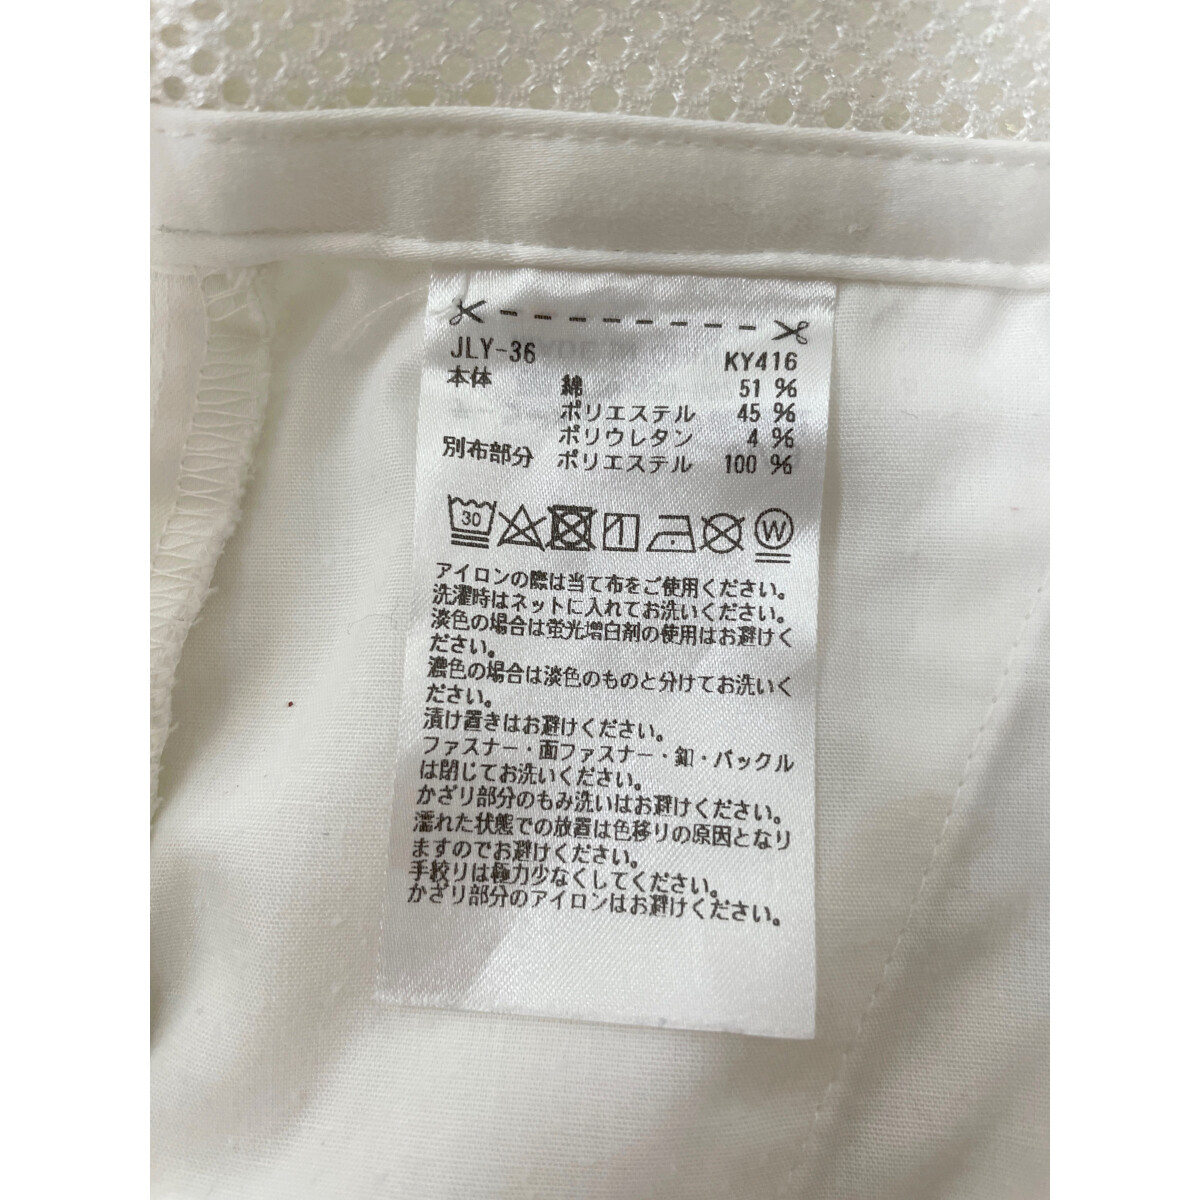 JLY-36 KY416
本体 綿 51 %
ポリエステル 45 %
ポリウレタン 4 %
別布部分 ポリエステル 100 %
30 W
アイロンの際は当て布をご使用ください。
洗濯時はネットに入れてお洗いください。
淡色の場合は蛍光増白剤の使用はお避けく
ださい。
濃色の場合は淡色のものと分けてお洗いく
ださい。
漬け置きはお避けください。
ファスナー・面ファスナー・釦・バックル
は閉じてお洗いください。
かざり部分のもみ洗いはお避けください。
濡れた状態での放置は色移りの原因となり
ますのでお避けください。
手絞りは極力少なくしてください。
かざり部分のアイロンはお避けください。